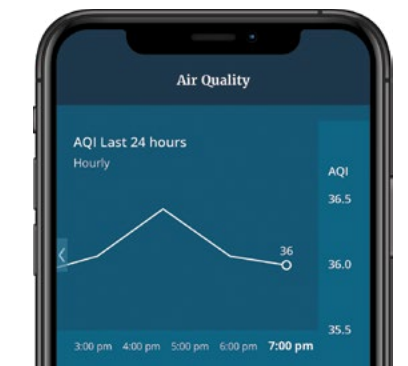 Air Quality
AQI Last 24 hours
Hourly
AQI
36.5
36
36.0
35.5
3:00 pm 4:00 pm 5:00 pm 6:00 pm 7:00 pm